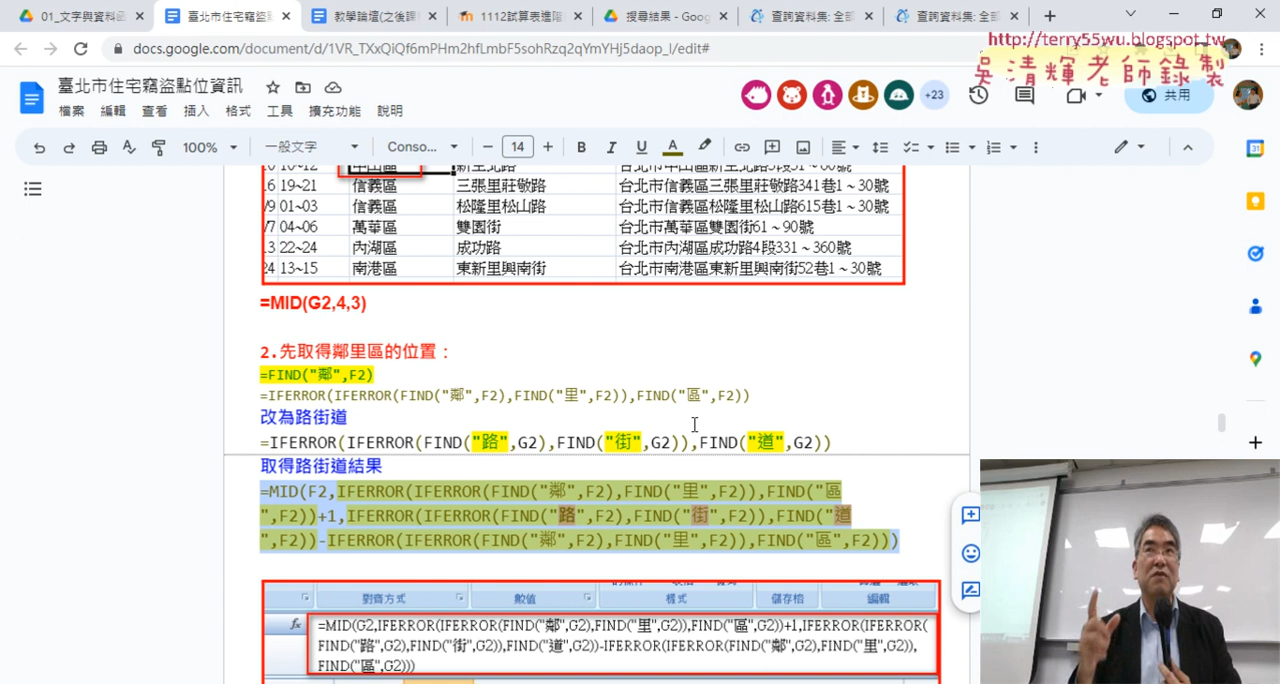 01_文字與資料函
臺北市住宅竊盜點
教學論壇(之後課
1112試算表進階
搜尋結果 - Goog
查詢資料集: 全部
查詢資料集: 全部
docs.google.com/document/d/1VR_TXxQiQf6mPHm2hfLmbF5sohRzq2qYmYHj5daop_I/edit#
http://terry55wu.blogspot.tw
吳清輝老師錄製
臺北市住宅竊盜點位資訊
檔案 編輯 查看 插入 格式 工具 擴充功能 說明
+23
共用
100% 一般文字 Conso... 14 B I U A
10 10~12 中山區 新生北路
16 19~21 信義區 三張里莊敬路 台北市信義區三張里莊敬路341巷1~30號
/9 01~03 信義區 松隆里松山路 台北市信義區松隆里松山路615巷1~30號
/7 04~06 萬華區 雙園街 台北市萬華區雙園街61~90號
13 22~24 內湖區 成功路 台北市內湖區成功路4段331~360號
24 13~15 南港區 東新里興南街 台北市南港區東新里興南街52巷1~30號
=MID(G2,4,3)
2.先取得鄰里區的位置：
=FIND("鄰",F2)
=IFERROR(IFERROR(FIND("鄰",F2),FIND("里",F2)),FIND("區",F2))
改為路街道
=IFERROR(IFERROR(FIND("路",G2),FIND("街",G2)),FIND("道",G2))
取得路街道結果
=MID(F2,IFERROR(IFERROR(FIND("鄰",F2),FIND("里",F2)),FIND("區
",F2))+1,IFERROR(IFERROR(FIND("路",F2),FIND("街",F2)),FIND("道
",F2))-IFERROR(IFERROR(FIND("鄰",F2),FIND("里",F2)),FIND("區",F2)))
對齊方式 數值 樣式 儲存格 編輯
fx
=MID(G2,IFERROR(IFERROR(FIND("鄰",G2),FIND("里",G2)),FIND("區",G2))+1,IFERROR(IFERROR(
FIND("路",G2),FIND("街",G2)),FIND("道",G2))-IFERROR(IFERROR(FIND("鄰",G2),FIND("里",G2)),
FIND("區",G2)))